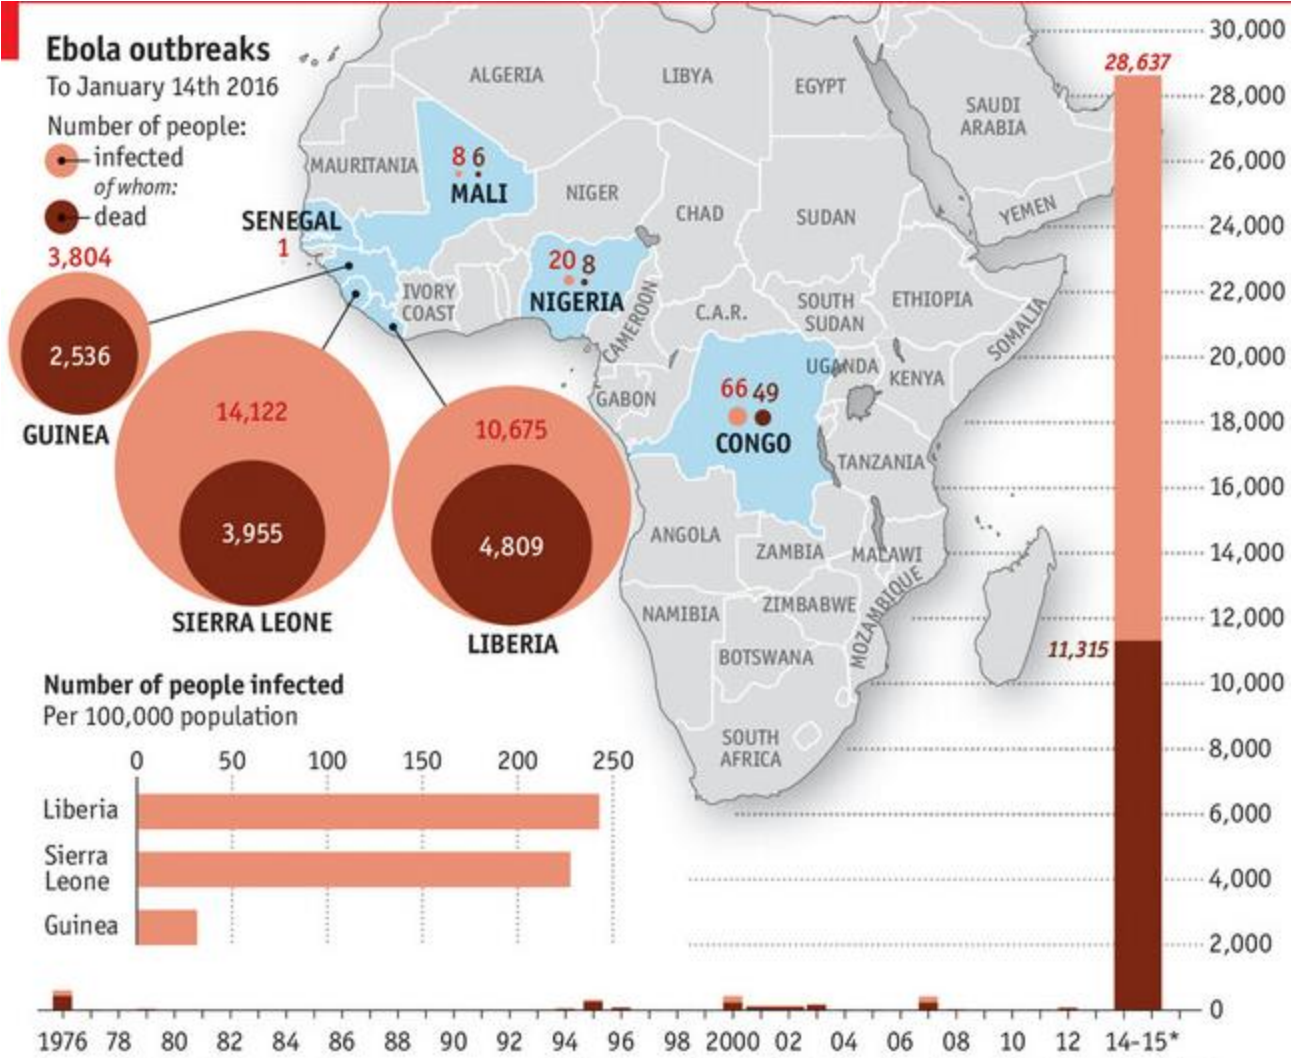 Ebola outbreaks
To January 14th 2016
Number of people:
infected
of whom:
dead
ALGERIA
LIBYA
EGYPT
SAUDI
ARABIA
YEMEN
MAURITANIA
8 6
MALI
NIGER
CHAD
SUDAN
SENEGAL
1
20 8
NIGERIA
IVORY
COAST
CAMEROON
C.A.R.
SOUTH
SUDAN
ETHIOPIA
SOMALIA
UGANDA
KENYA
GABON
66 49
CONGO
TANZANIA
ANGOLA
ZAMBIA
MALAWI
MOZAMBIQUE
ZIMBABWE
NAMIBIA
BOTSWANA
SOUTH
AFRICA
3,804
2,536
GUINEA
14,122
3,955
SIERRA LEONE
10,675
4,809
LIBERIA
Number of people infected
Per 100,000 population
0 50 100 150 200 250
Liberia
Sierra
Leone
Guinea
28,637
11,315
30,000
28,000
26,000
24,000
22,000
20,000
18,000
16,000
14,000
12,000
10,000
8,000
6,000
4,000
2,000
0
1976 78 80 82 84 86 88 90 92 94 96 98 2000 02 04 06 08 10 12 14-15*